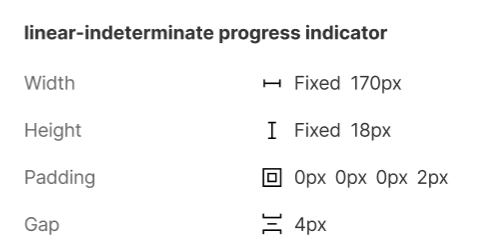 linear-indeterminate progress indicator
Width Fixed 170px
Height Fixed 18px
Padding 0px 0px 0px 2px
Gap 4px